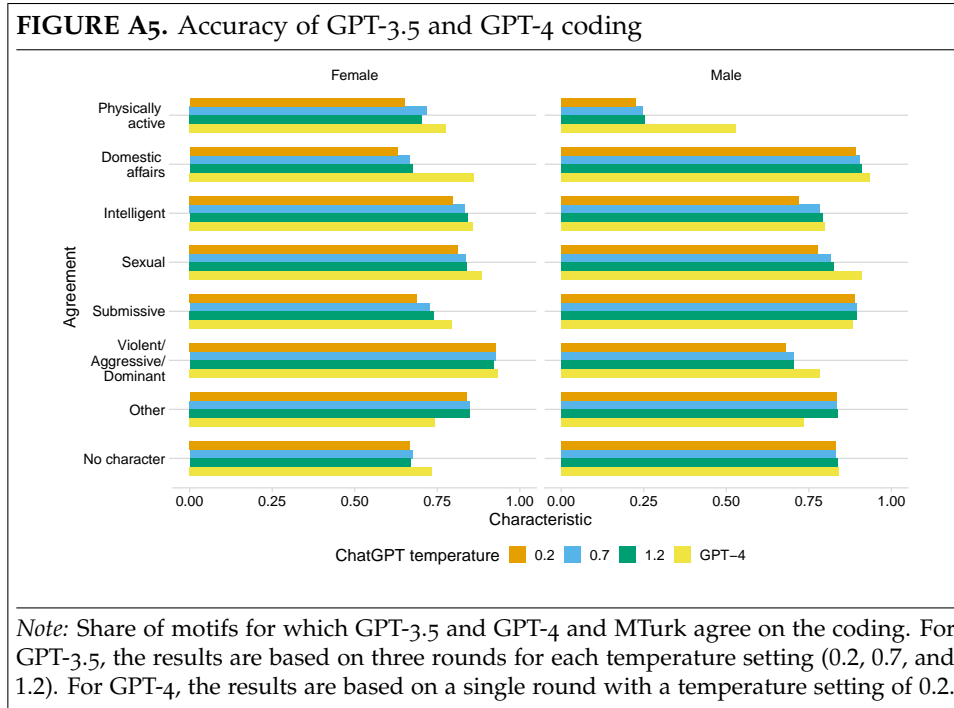 FIGURE A5. Accuracy of GPT-3.5 and GPT-4 coding
Female
Male
Agreement
Physically
active
Domestic
affairs
Intelligent
Sexual
Submissive
Violent/
Aggressive/
Dominant
Other
No character
0.00 0.25 0.50 0.75 1.00
0.00 0.25 0.50 0.75 1.00
Characteristic
ChatGPT temperature 0.2 0.7 1.2 GPT−4
Note: Share of motifs for which GPT-3.5 and GPT-4 and MTurk agree on the coding. For
GPT-3.5, the results are based on three rounds for each temperature setting (0.2, 0.7, and
1.2). For GPT-4, the results are based on a single round with a temperature setting of 0.2.